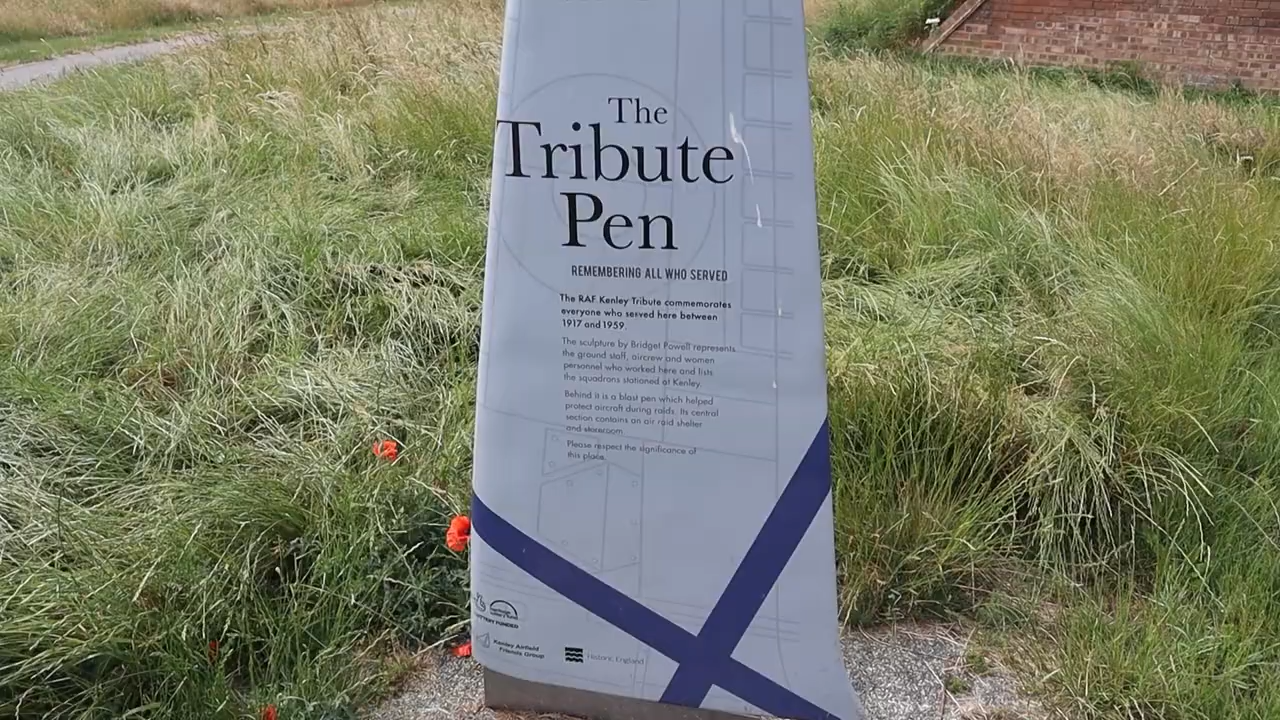 The
Tribute
Pen
REMEMBERING ALL WHO SERVED
The RAF Kenley Tribute commemorates
everyone who served here between
1917 and 1959.
The sculpture by Bridget Powell represents
the ground staff, aircrew and women
personnel who worked here and lists
the squadrons stationed at Kenley.
Behind it is a blast pen which helped
protect aircraft during raids. Its central
section contains an air raid shelter
and storeroom.
Please respect the significance of
this place.
LOTTERY FUNDED
Kenley Airfield
Friends Group
Historic England